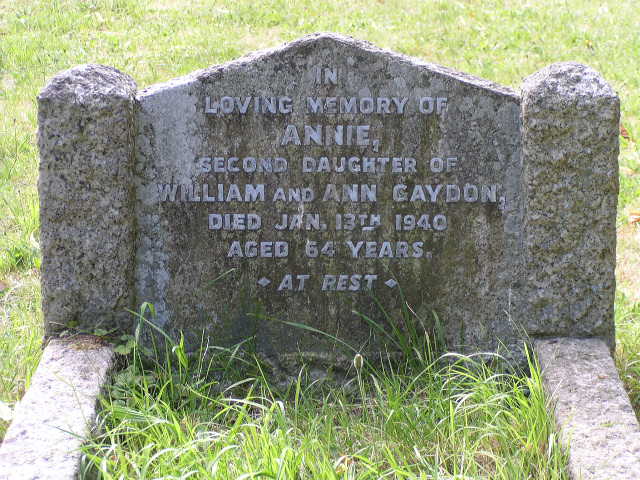 IN
LOVING MEMORY OF
ANNIE,
SECOND DAUGHTER OF
WILLIAM AND ANN GAYDON,
DIED JAN. 13TH 1940
AGED 64 YEARS.
AT REST